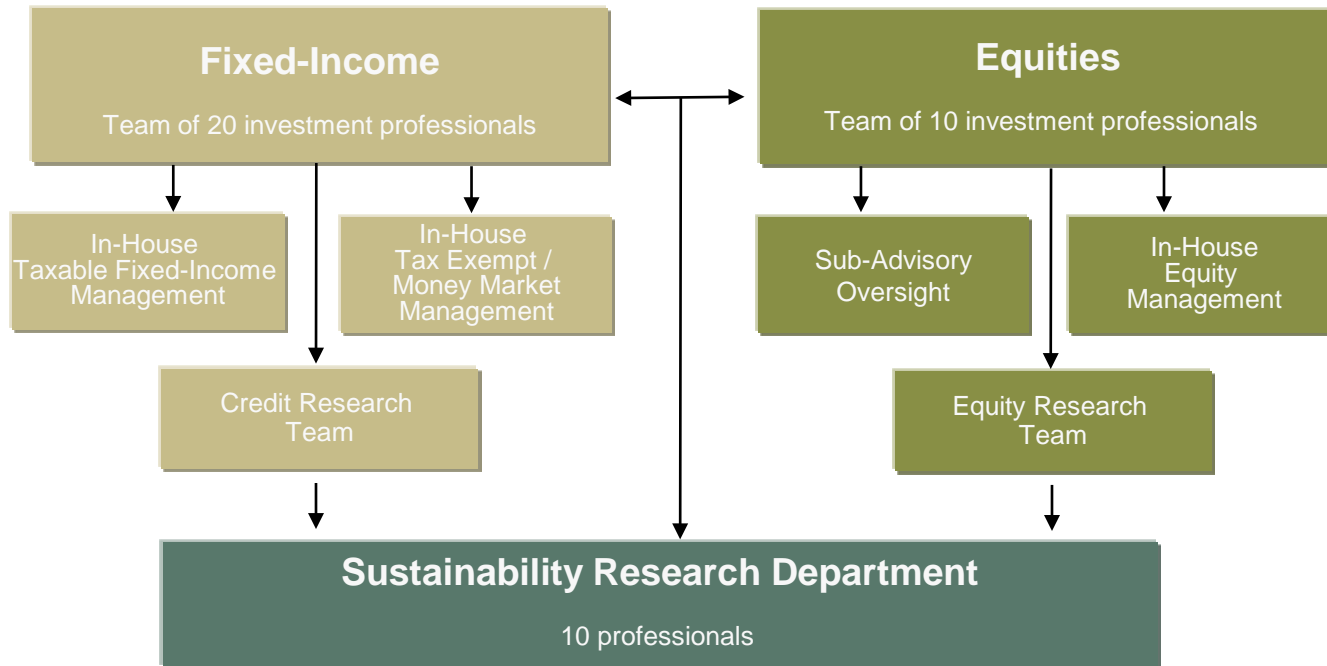 Fixed-Income
Team of 20 investment professionals
Equities
Team of 10 investment professionals
In-House
Taxable Fixed-Income
Management
In-House
Tax Exempt /
Money Market
Management
Sub-Advisory
Oversight
In-House
Equity
Management
Credit Research
Team
Equity Research
Team
Sustainability Research Department
10 professionals